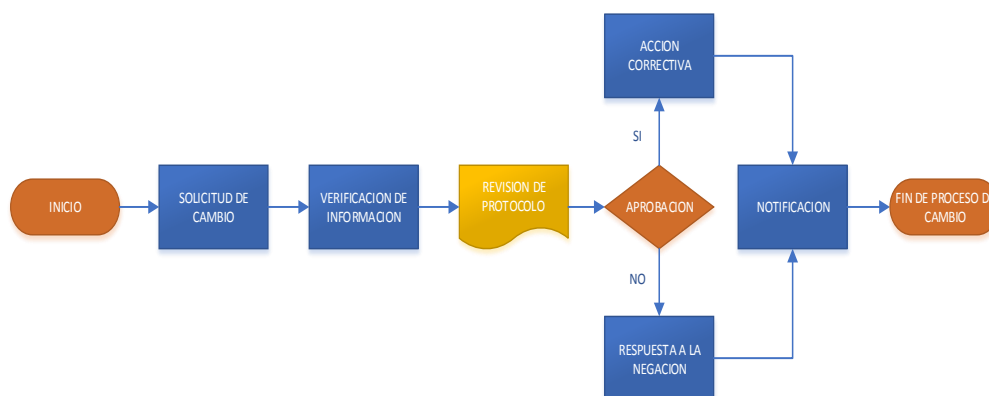 INICIO
SOLICITUD DE
CAMBIO
VERIFICACION DE
INFORMACION
REVISION DE
PROTOCOLO
APROBACION
SI
ACCION
CORRECTIVA
NO
RESPUESTA A LA
NEGACION
NOTIFICACION
FIN DE PROCESO D
CAMBIO